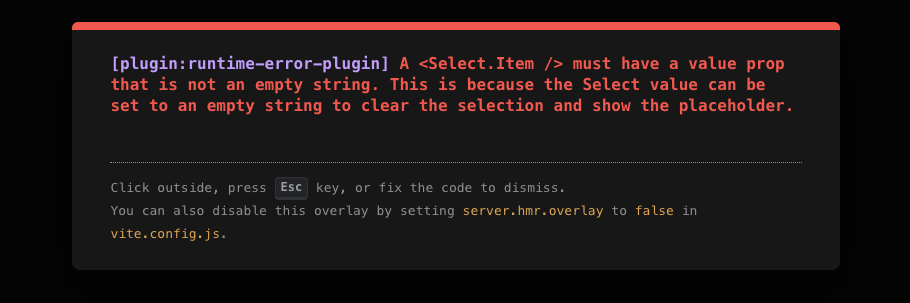 [plugin:runtime-error-plugin] A <Select.Item /> must have a value prop
that is not an empty string. This is because the Select value can be
set to an empty string to clear the selection and show the placeholder.
Click outside, press Esc key, or fix the code to dismiss.
You can also disable this overlay by setting server.hmr.overlay to false in
vite.config.js.